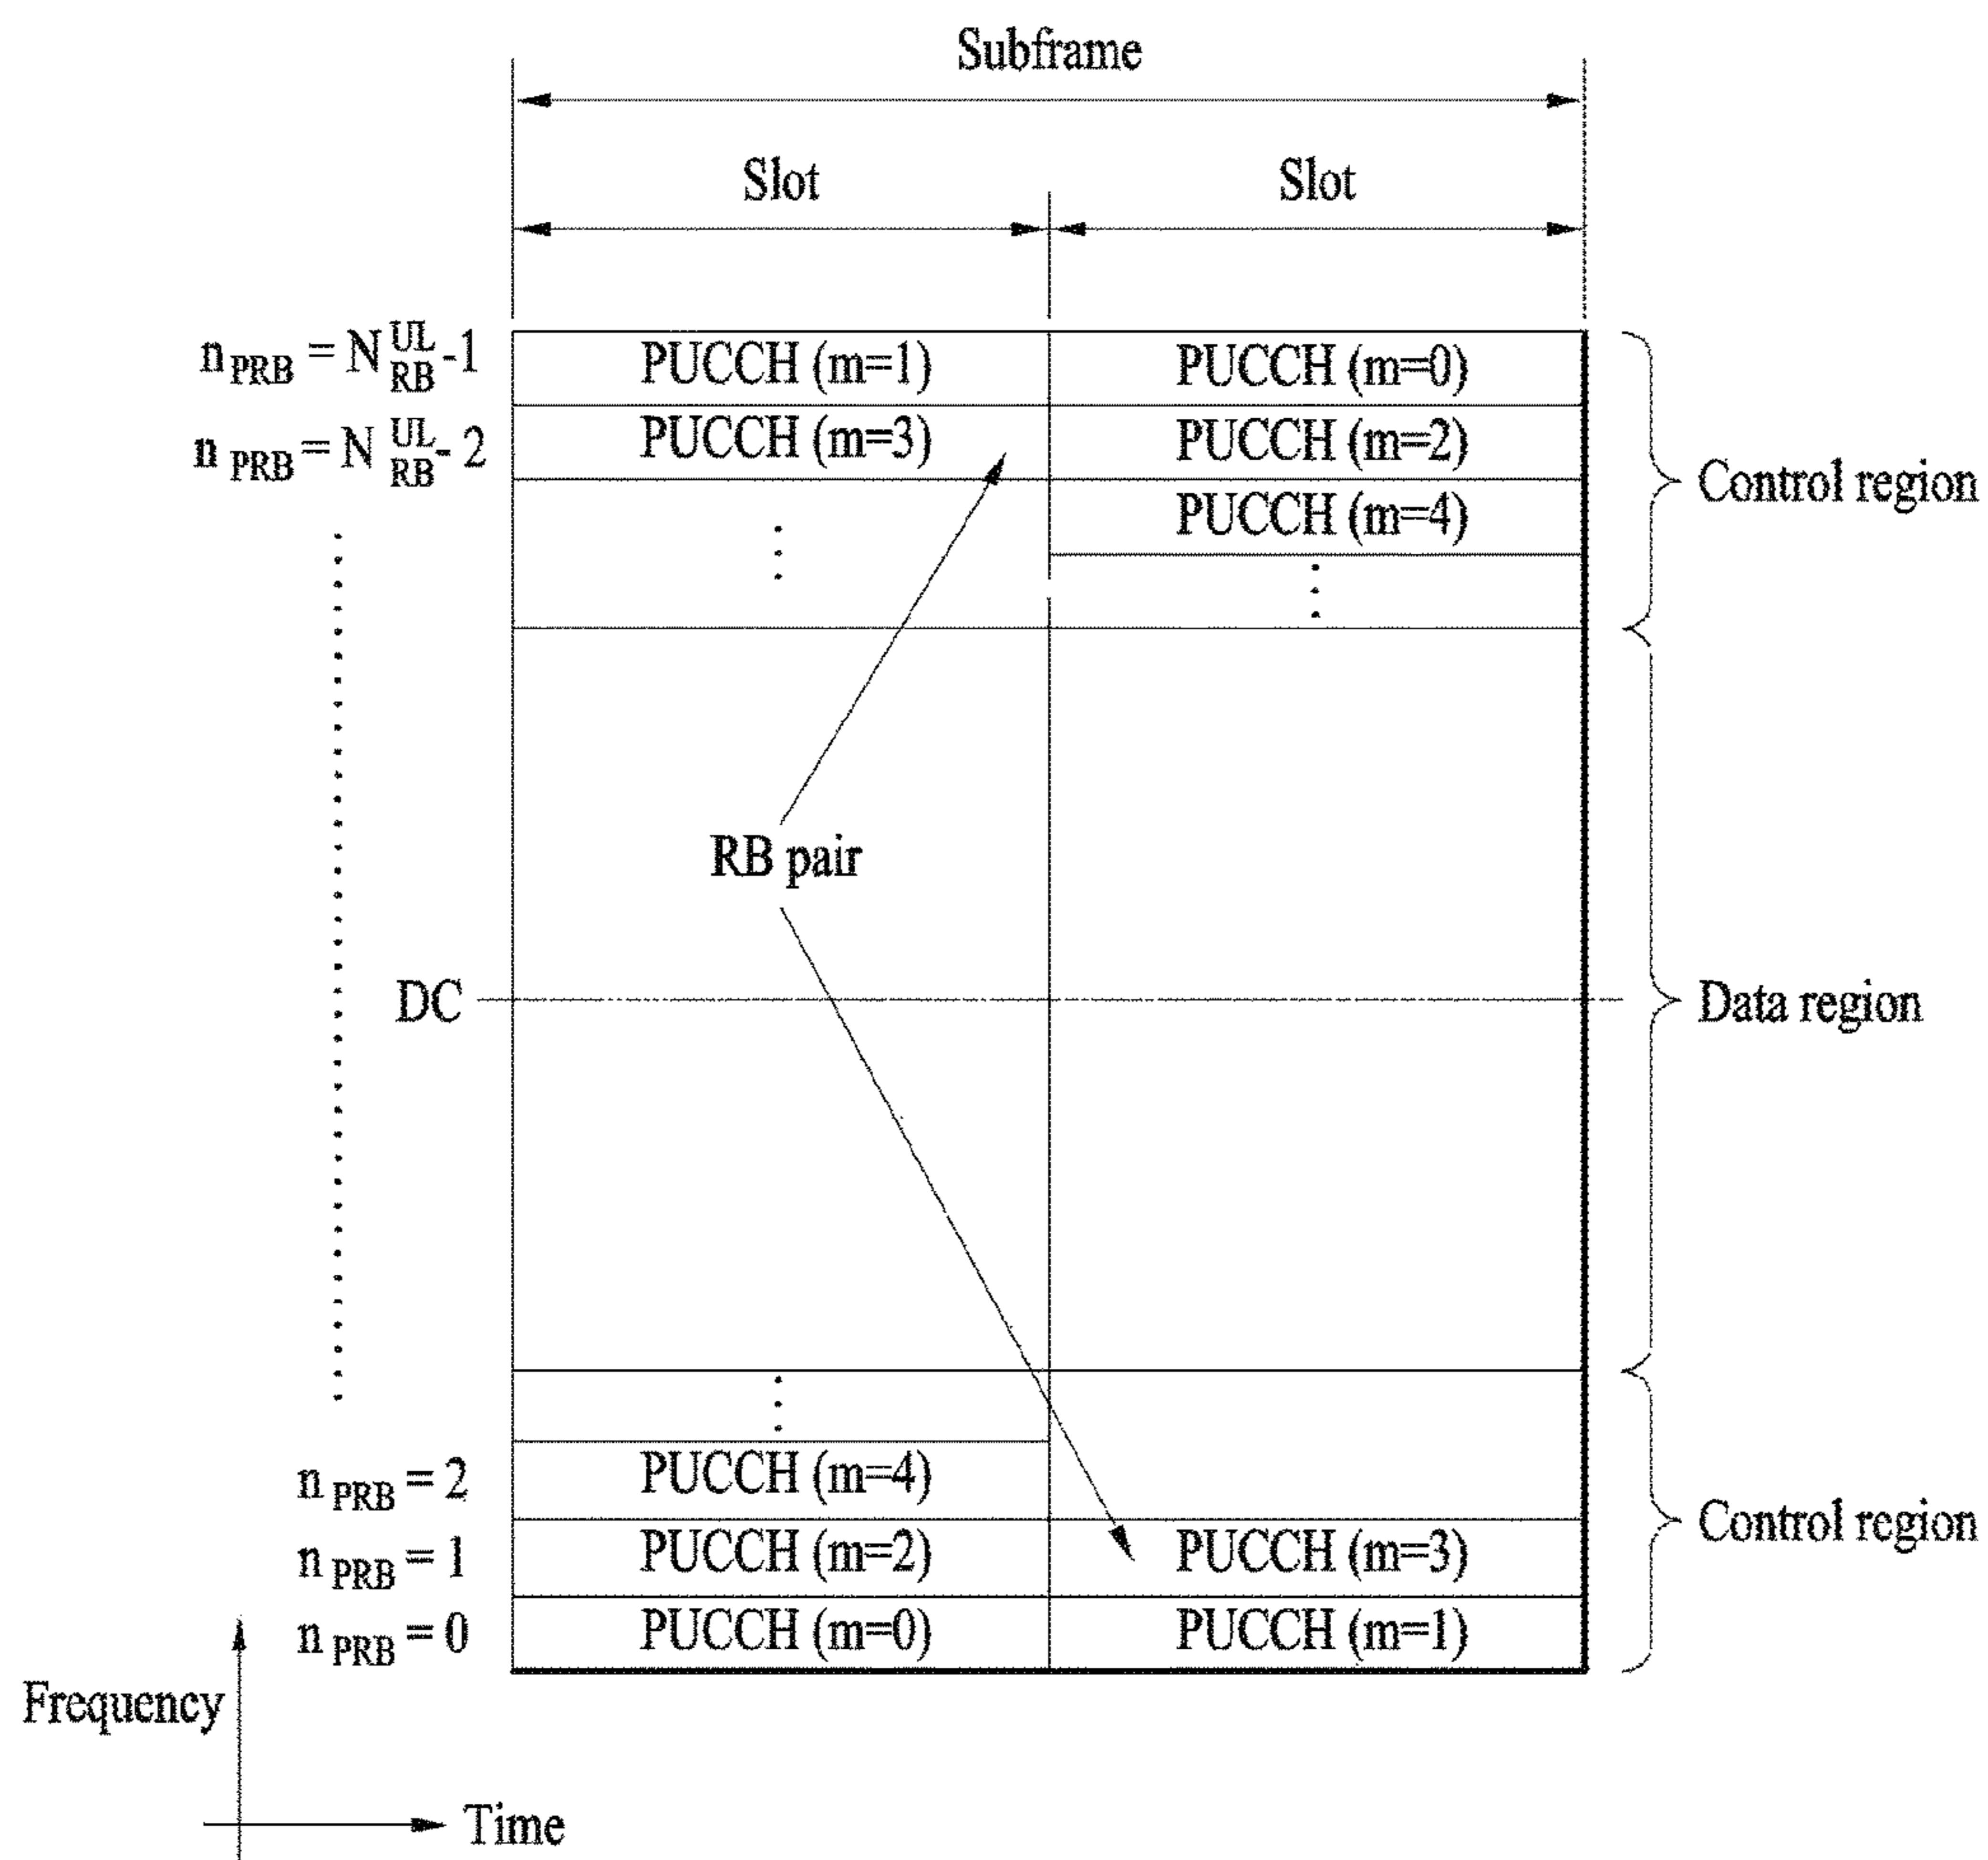 Subframe
Slot Slot
n PRB = N UL RB -1 PUCCH (m=1) PUCCH (m=0)
n PRB = N UL RB - 2 PUCCH (m=3) PUCCH (m=2)
Control region
PUCCH (m=4)
RB pair
DC
Data region
n PRB = 2 PUCCH (m=4)
Control region
n PRB = 1 PUCCH (m=2) PUCCH (m=3)
n PRB = 0 PUCCH (m=0) PUCCH (m=1)
Frequency
Time